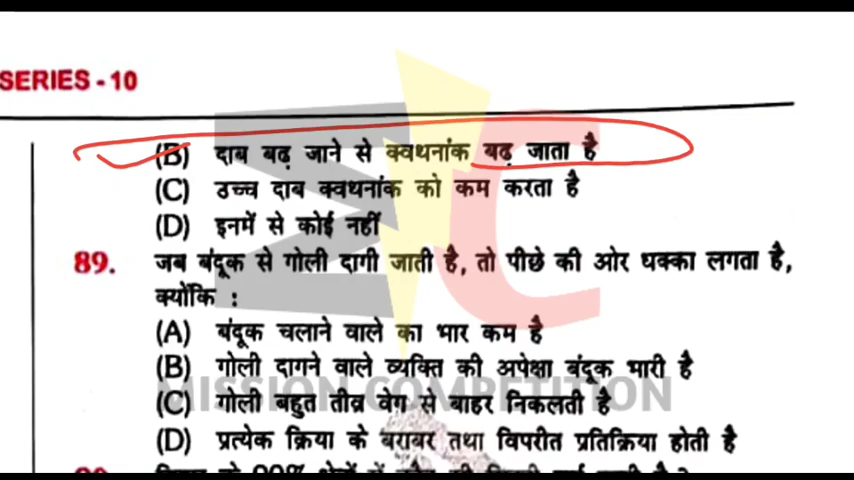 SERIES - 10
(B) दाब बढ़ जाने से क्वथनांक बढ़ जाता है
(C) उच्च दाब क्वथनांक को कम करता है
(D) इनमें से कोई नहीं
89. जब बंदूक से गोली दागी जाती है, तो पीछे की ओर धक्का लगता है,
क्योंकि :
(A) बंदूक चलाने वाले का भार कम है
(B) गोली दागने वाले व्यक्ति की अपेक्षा बंदूक भारी है
MISSION COMPETITION
(C) गोली बहुत तीव्र वेग से बाहर निकलती है
(D) प्रत्येक क्रिया के बराबर तथा विपरीत प्रतिक्रिया होती है